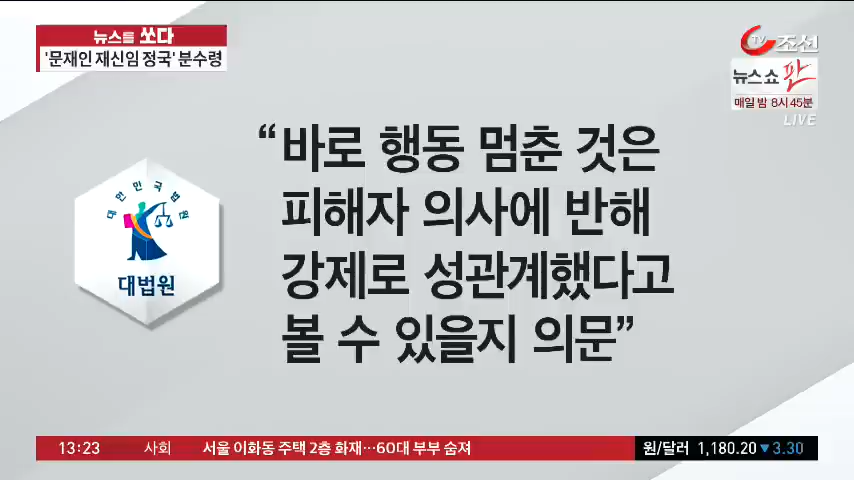 뉴스를 쏘다
'문재인 재신임 정국' 분수령
TV조선
뉴스쇼 판
매일 밤 8시 45분
LIVE
“바로 행동 멈춘 것은
피해자 의사에 반해
강제로 성관계했다고
볼 수 있을지 의문”
대한민국법원
대법원
13:23 사회 서울 이화동 주택 2층 화재…60대 부부 숨져 원/달러 1,180.20▼3.30